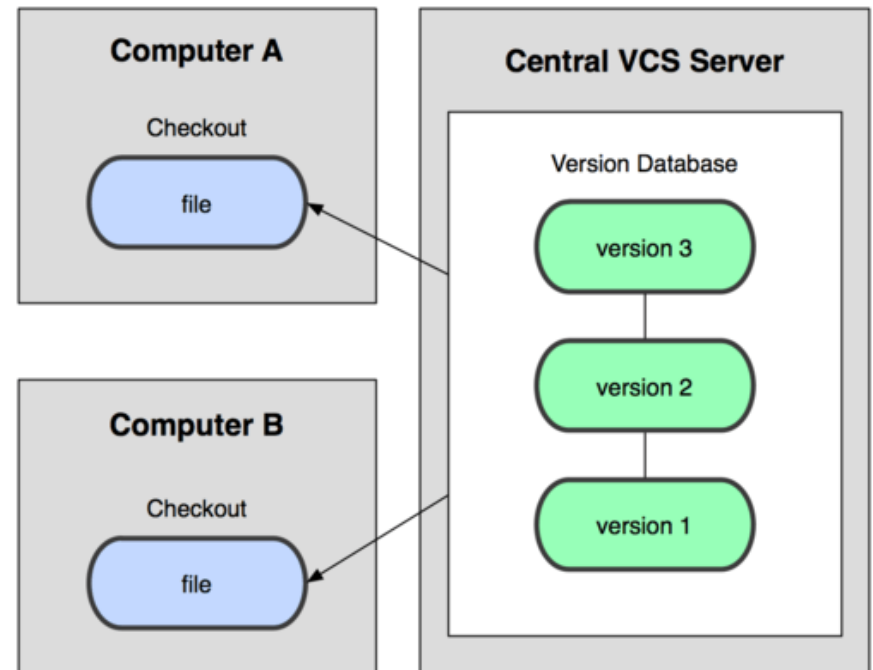 Computer A
Checkout
file
Computer B
Checkout
file
Central VCS Server
Version Database
version 3
version 2
version 1